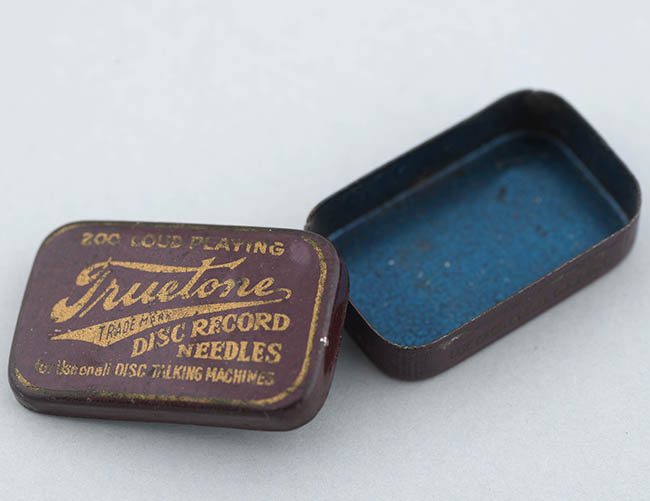 200 LOUD PLAYING
Truetone
TRADE MARK
DISC RECORD
NEEDLES
for Use on all DISC TALKING MACHINES